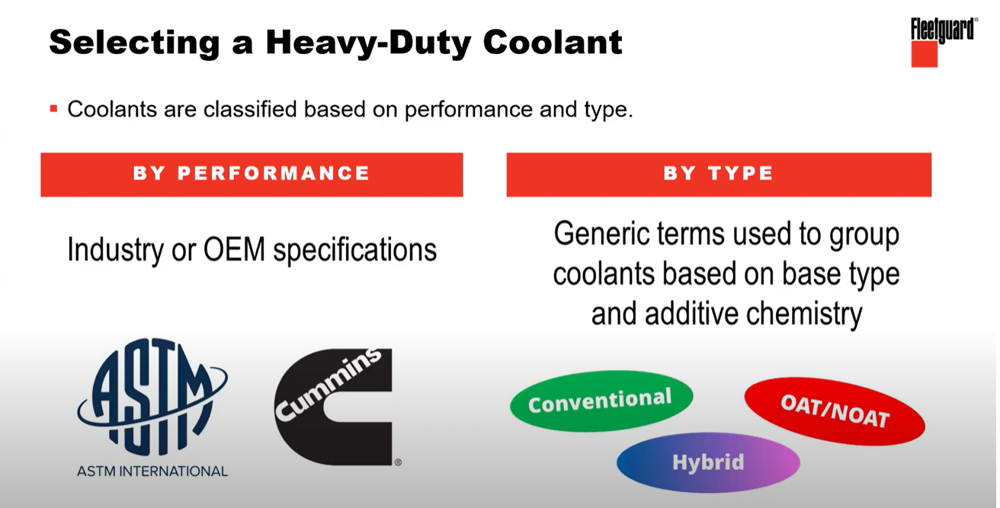 Selecting a Heavy-Duty Coolant
Fleetguard®
▪ Coolants are classified based on performance and type.
BY PERFORMANCE
Industry or OEM specifications
ASTM
ASTM INTERNATIONAL
Cummins
®
BY TYPE
Generic terms used to group
coolants based on base type
and additive chemistry
Conventional
OAT/NOAT
Hybrid